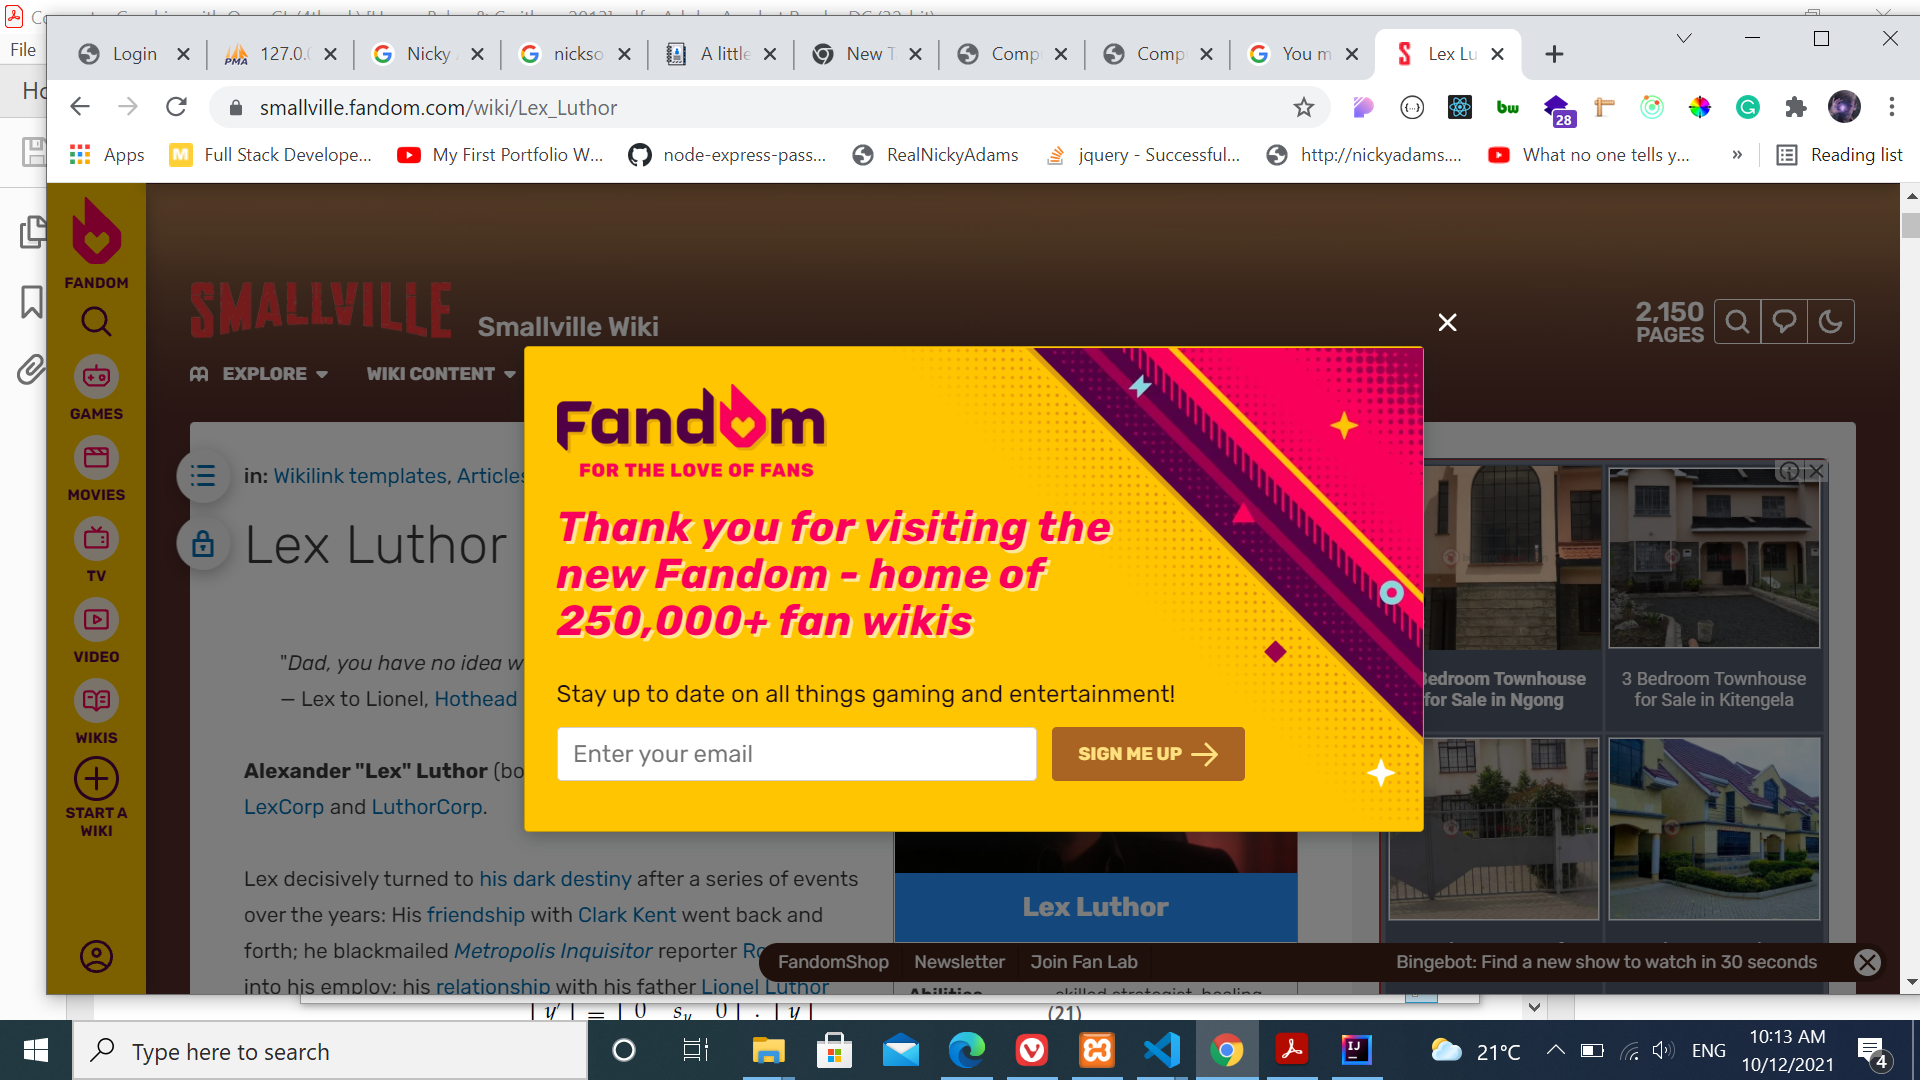 File
Login
127.0.0
Nicky
nickso
A little
New T
Comp
Comp
You m
Lex Lu
smallville.fandom.com/wiki/Lex_Luthor
28
Apps
Full Stack Develope...
My First Portfolio W...
node-express-pass...
RealNickyAdams
jquery - Successful...
http://nickyadams....
What no one tells y...
»
Reading list
FANDOM
GAMES
MOVIES
TV
VIDEO
WIKIS
START A
WIKI
SMALLVILLE
Smallville Wiki
2,150
PAGES
EXPLORE
WIKI CONTENT
in: Wikilink templates, Articles
Lex Luthor
"Dad, you have no idea w
— Lex to Lionel, Hothead
Alexander "Lex" Luthor (bo
LexCorp and LuthorCorp.
Lex decisively turned to his dark destiny after a series of events
over the years: His friendship with Clark Kent went back and
forth; he blackmailed Metropolis Inquisitor reporter Ro
into his employ; his relationship with his father Lionel Luthor
Fandom
FOR THE LOVE OF FANS
Thank you for visiting the
new Fandom - home of
250,000+ fan wikis
Stay up to date on all things gaming and entertainment!
Enter your email
SIGN ME UP
Lex Luthor
Abilities
skilled strategist, healing
Bedroom Townhouse
for Sale in Ngong
3 Bedroom Townhouse
for Sale in Kitengela
FandomShop
Newsletter
Join Fan Lab
Bingebot: Find a new show to watch in 30 seconds
(21)
Type here to search
21°C
ENG
10:13 AM
10/12/2021
4